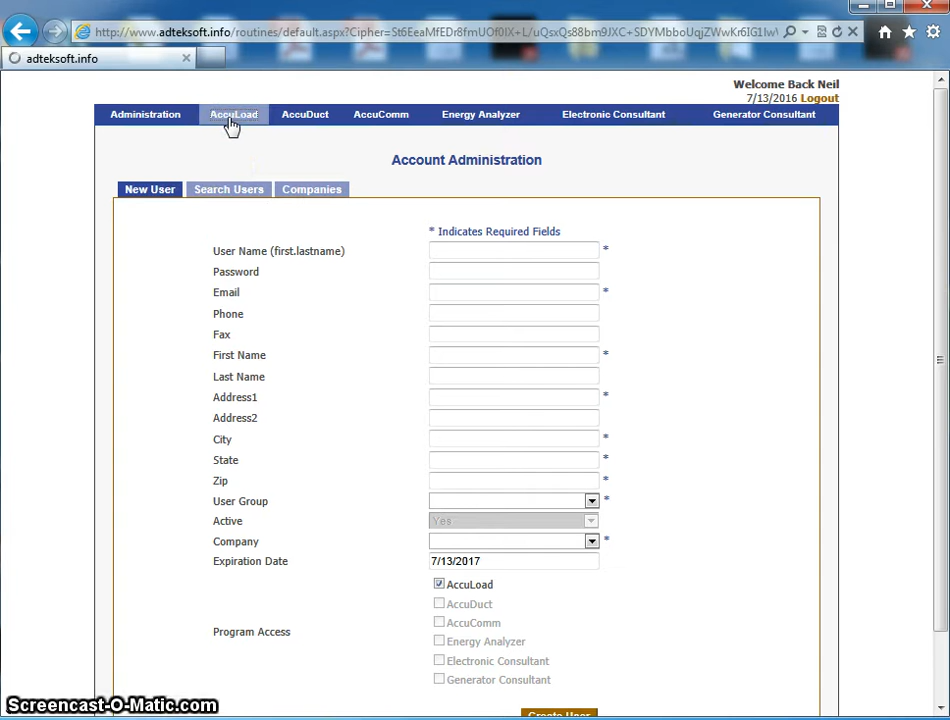 http://www.adteksoft.info/routines/default.aspx?Cipher=
adteksoft.info
Welcome Back Neil
7/13/2016 Logout
Administration AccuLoad AccuDuct AccuComm Energy Analyzer Electronic Consultant Generator Consultant
Account Administration
New User Search Users Companies
* Indicates Required Fields
User Name (first.lastname) *
Password
Email *
Phone
Fax
First Name *
Last Name
Address1 *
Address2
City *
State *
Zip *
User Group *
Active Yes
Company *
Expiration Date 7/13/2017
AccuLoad
AccuDuct
AccuComm
Program Access
Energy Analyzer
Electronic Consultant
Generator Consultant
Create User
Screencast-O-Matic.com